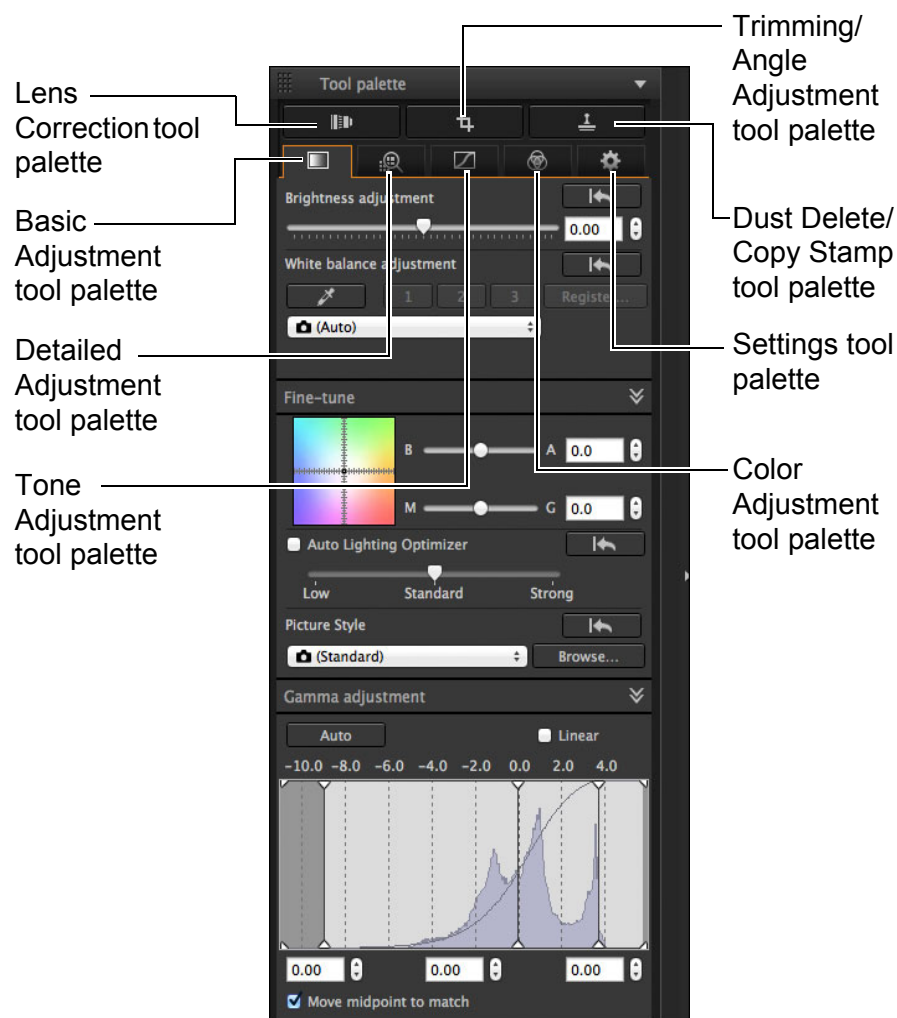 Trimming/
Angle
Adjustment
tool palette
Lens
Correction tool
palette
Basic
Adjustment
tool palette
Detailed
Adjustment
tool palette
Tone
Adjustment
tool palette
Dust Delete/
Copy Stamp
tool palette
Settings tool
palette
Color
Adjustment
tool palette
Tool palette
Brightness adjustment
0.00
White balance adjustment
1 2 3 Register...
(Auto)
Fine-tune
B A 0.0
M G 0.0
Auto Lighting Optimizer
Low Standard Strong
Picture Style
(Standard) Browse...
Gamma adjustment
Auto Linear
-10.0 -8.0 -6.0 -4.0 -2.0 0.0 2.0 4.0
0.00 0.00 0.00
Move midpoint to match